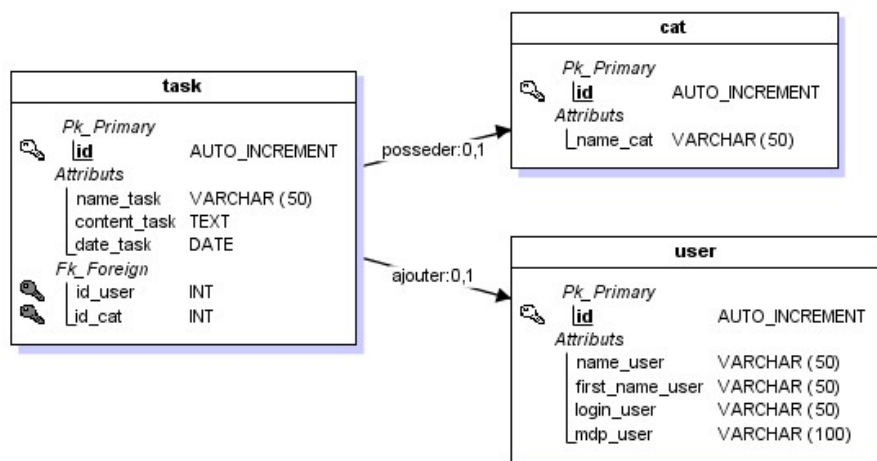 task
Pk_Primary
id AUTO_INCREMENT
Attributs
name_task VARCHAR (50)
content_task TEXT
date_task DATE
Fk_Foreign
id_user INT
id_cat INT
posseder:0,1
ajouter:0,1
cat
Pk_Primary
id AUTO_INCREMENT
Attributs
name_cat VARCHAR (50)
user
Pk_Primary
id AUTO_INCREMENT
Attributs
name_user VARCHAR (50)
first_name_user VARCHAR (50)
login_user VARCHAR (50)
mdp_user VARCHAR (100)